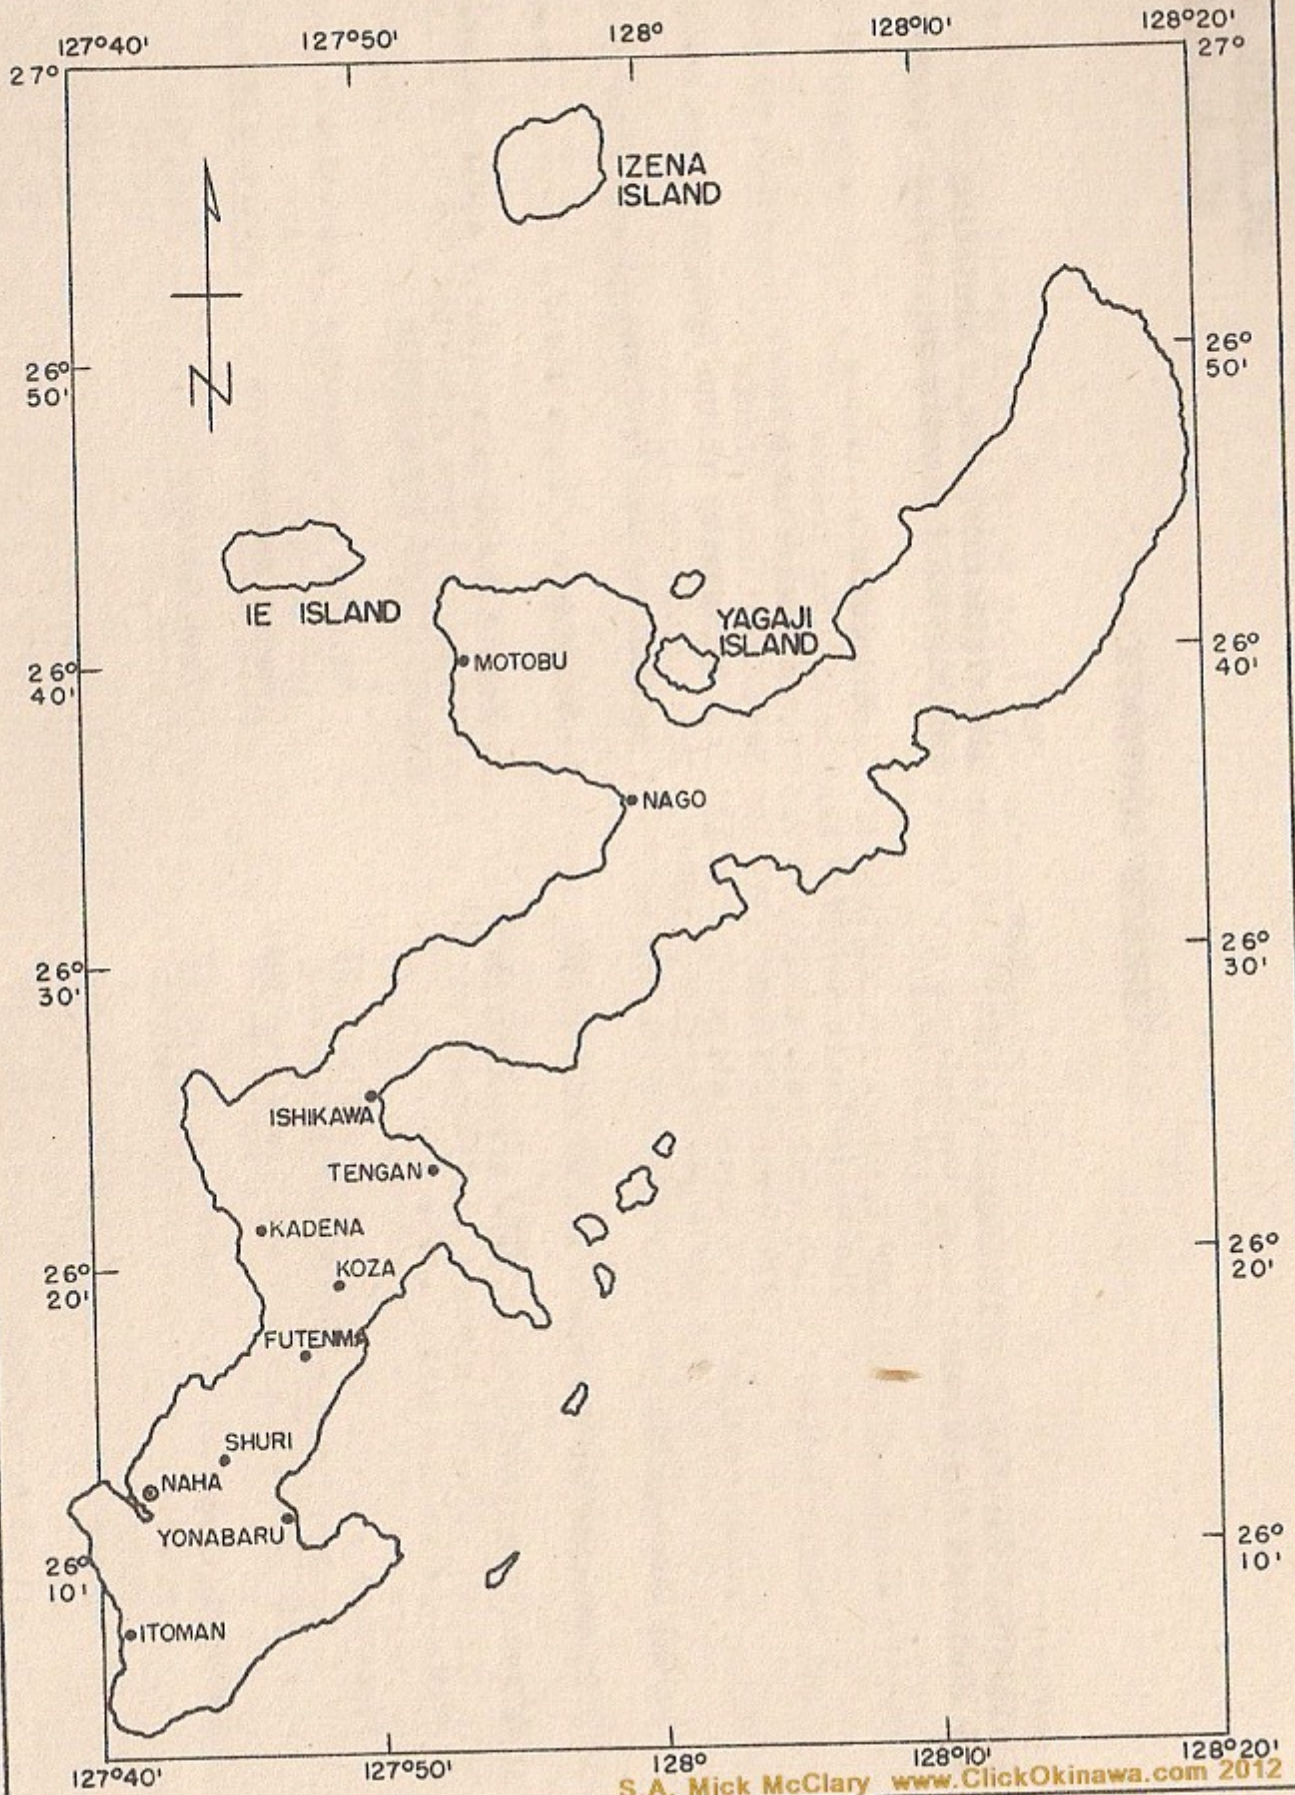 127°40'
127°50'
128°
128°10'
128°20'
27°
27°
IZENA
ISLAND
N
26°
50'
26°
50'
IE ISLAND
YAGAJI
ISLAND
MOTOBU
26°
40'
26°
40'
NAGO
26°
30'
26°
30'
ISHIKAWA
TENGAN
KADENA
KOZA
26°
20'
26°
20'
FUTENMA
SHURI
NAHA
YONABARU
26°
10'
26°
10'
ITOMAN
127°40'
127°50'
128°
128°10'
128°20'
S.A. Mick McClary www.ClickOkinawa.com 2012